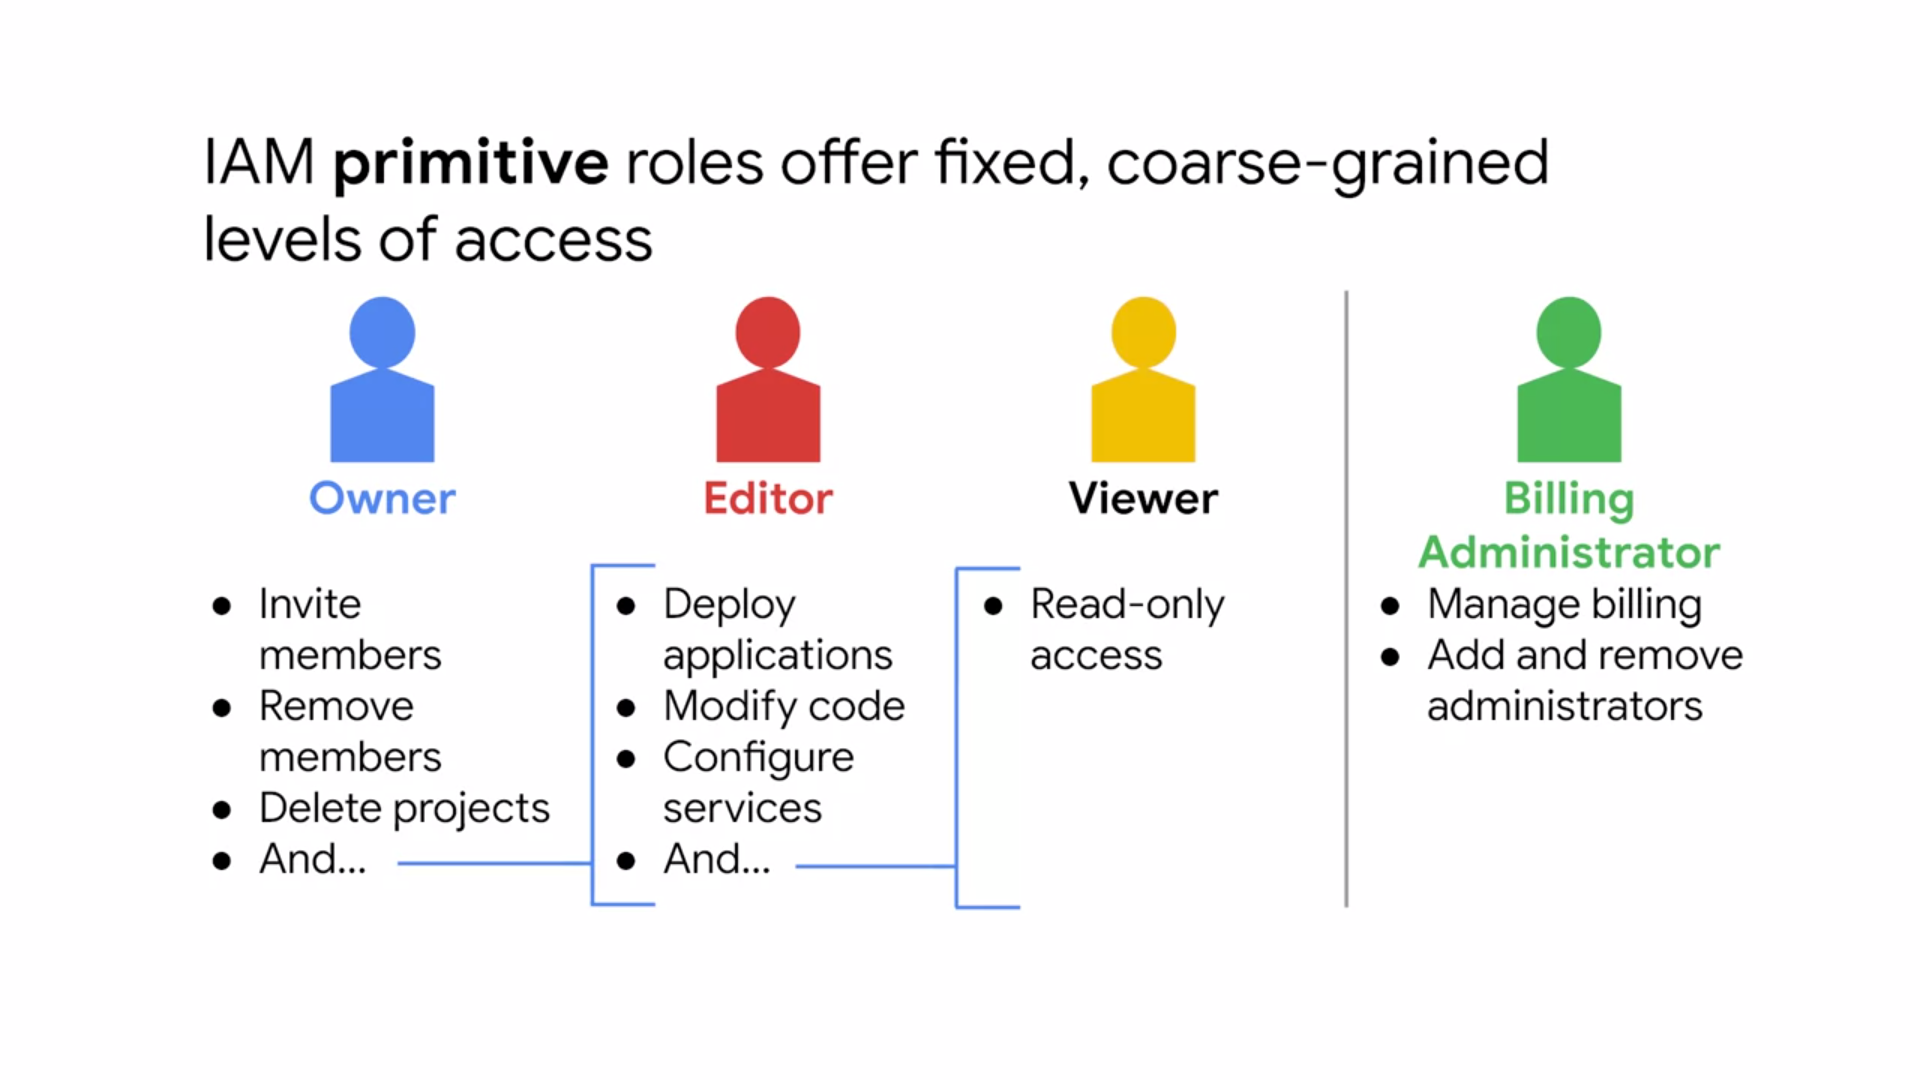 IAM primitive roles offer fixed, coarse-grained
levels of access
Owner
● Invite
members
● Remove
members
● Delete projects
● And...
Editor
● Deploy
applications
● Modify code
● Configure
services
● And...
Viewer
● Read-only
access
Billing
Administrator
● Manage billing
● Add and remove
administrators